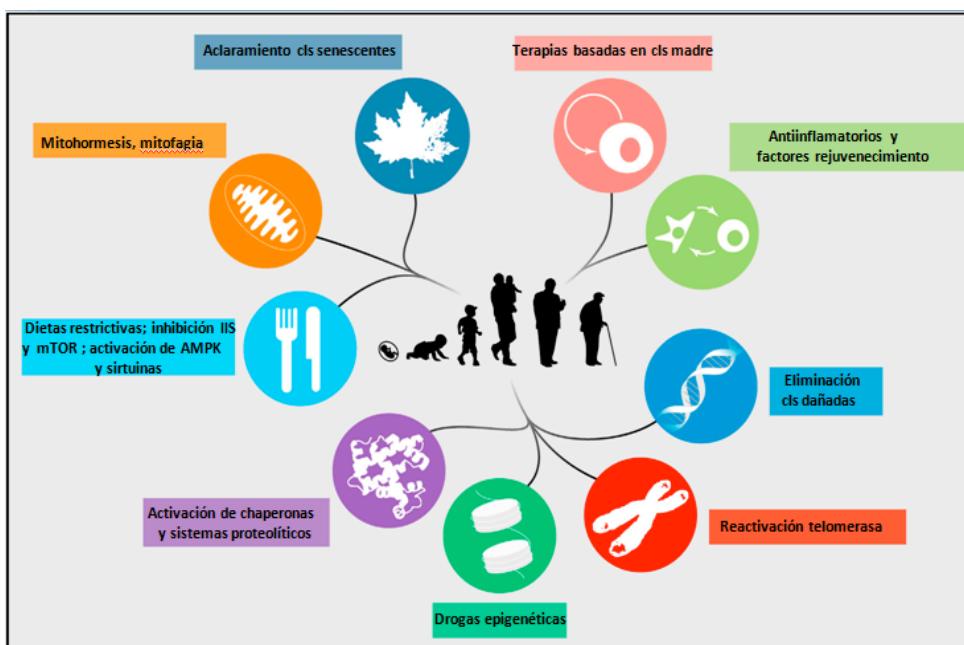 Aclaramiento cls senescentes
Terapias basadas en cls madre
Mitohormesis, mitofagia
Antiinflamatorios y
factores rejuvenecimiento
Dietas restrictivas; inhibición IIS
y mTOR ; activación de AMPK
y sirtuinas
Eliminación
cls dañadas
Activación de chaperonas
y sistemas proteolíticos
Reactivación telomerasa
Drogas epigenéticas